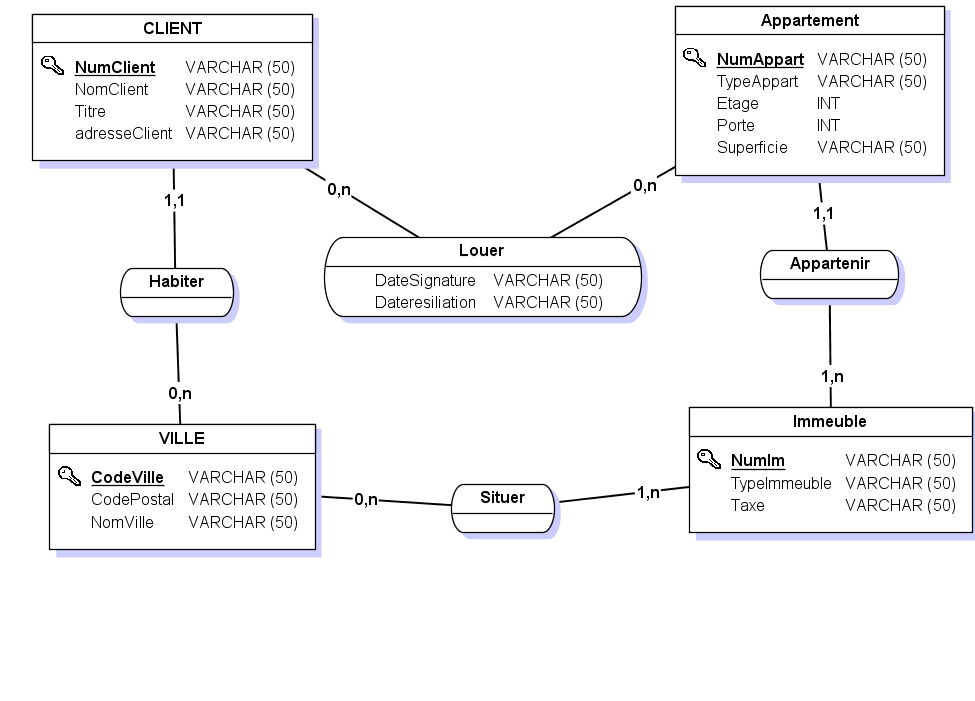 CLIENT
NumClient VARCHAR (50)
NomClient VARCHAR (50)
Titre VARCHAR (50)
adresseClient VARCHAR (50)
Appartement
NumAppart VARCHAR (50)
TypeAppart VARCHAR (50)
Etage INT
Porte INT
Superficie VARCHAR (50)
0,n
0,n
1,1
1,1
Louer
DateSignature VARCHAR (50)
Dateresiliation VARCHAR (50)
Habiter
Appartenir
0,n
1,n
VILLE
CodeVille VARCHAR (50)
CodePostal VARCHAR (50)
NomVille VARCHAR (50)
0,n
Situer
1,n
Immeuble
NumIm VARCHAR (50)
TypeImmeuble VARCHAR (50)
Taxe VARCHAR (50)